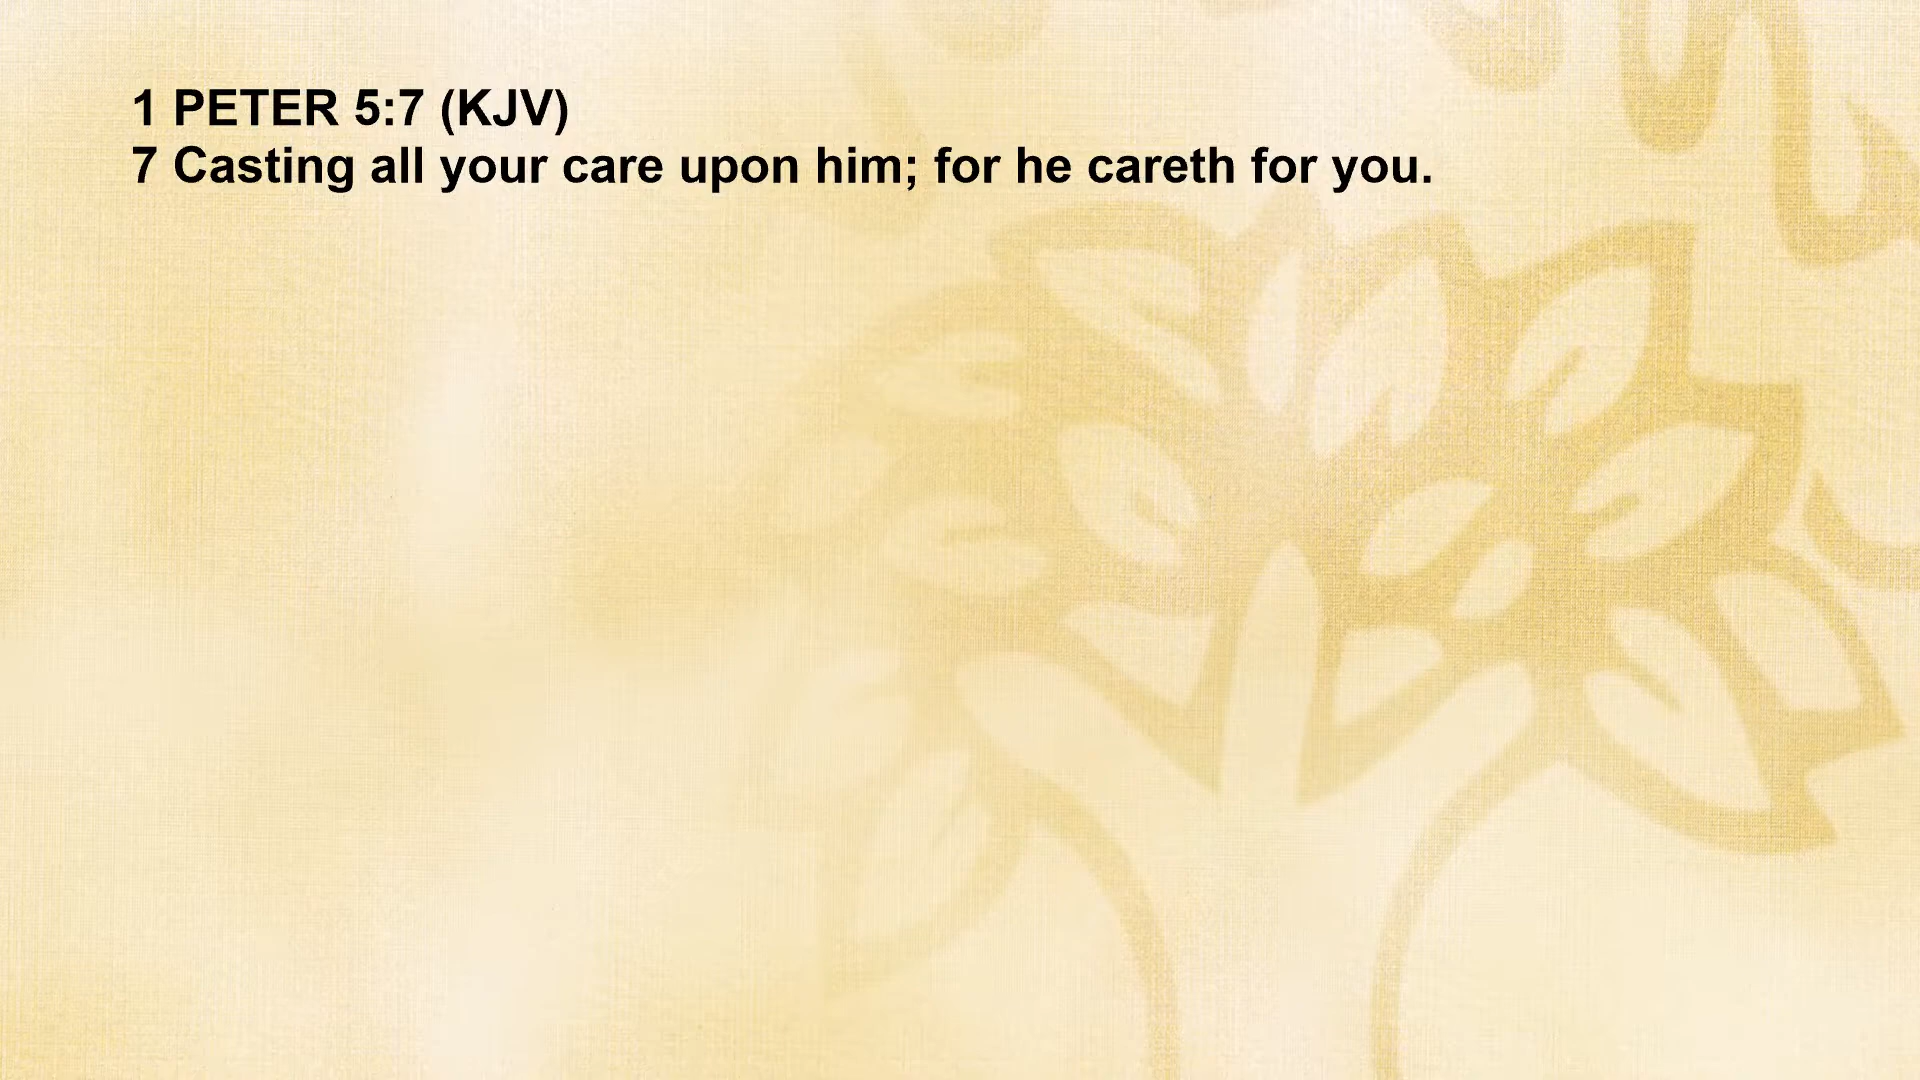 1 PETER 5:7 (KJV)
7 Casting all your care upon him; for he careth for you.